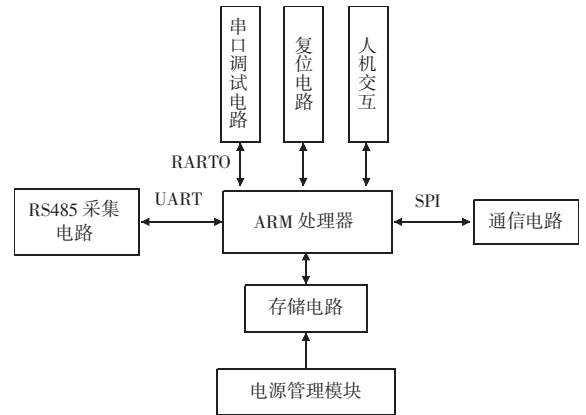 串口调试电路
复位电路
人机交互
RARTO
RS485 采集
电路
UART
ARM 处理器
SPI
通信电路
存储电路
电源管理模块